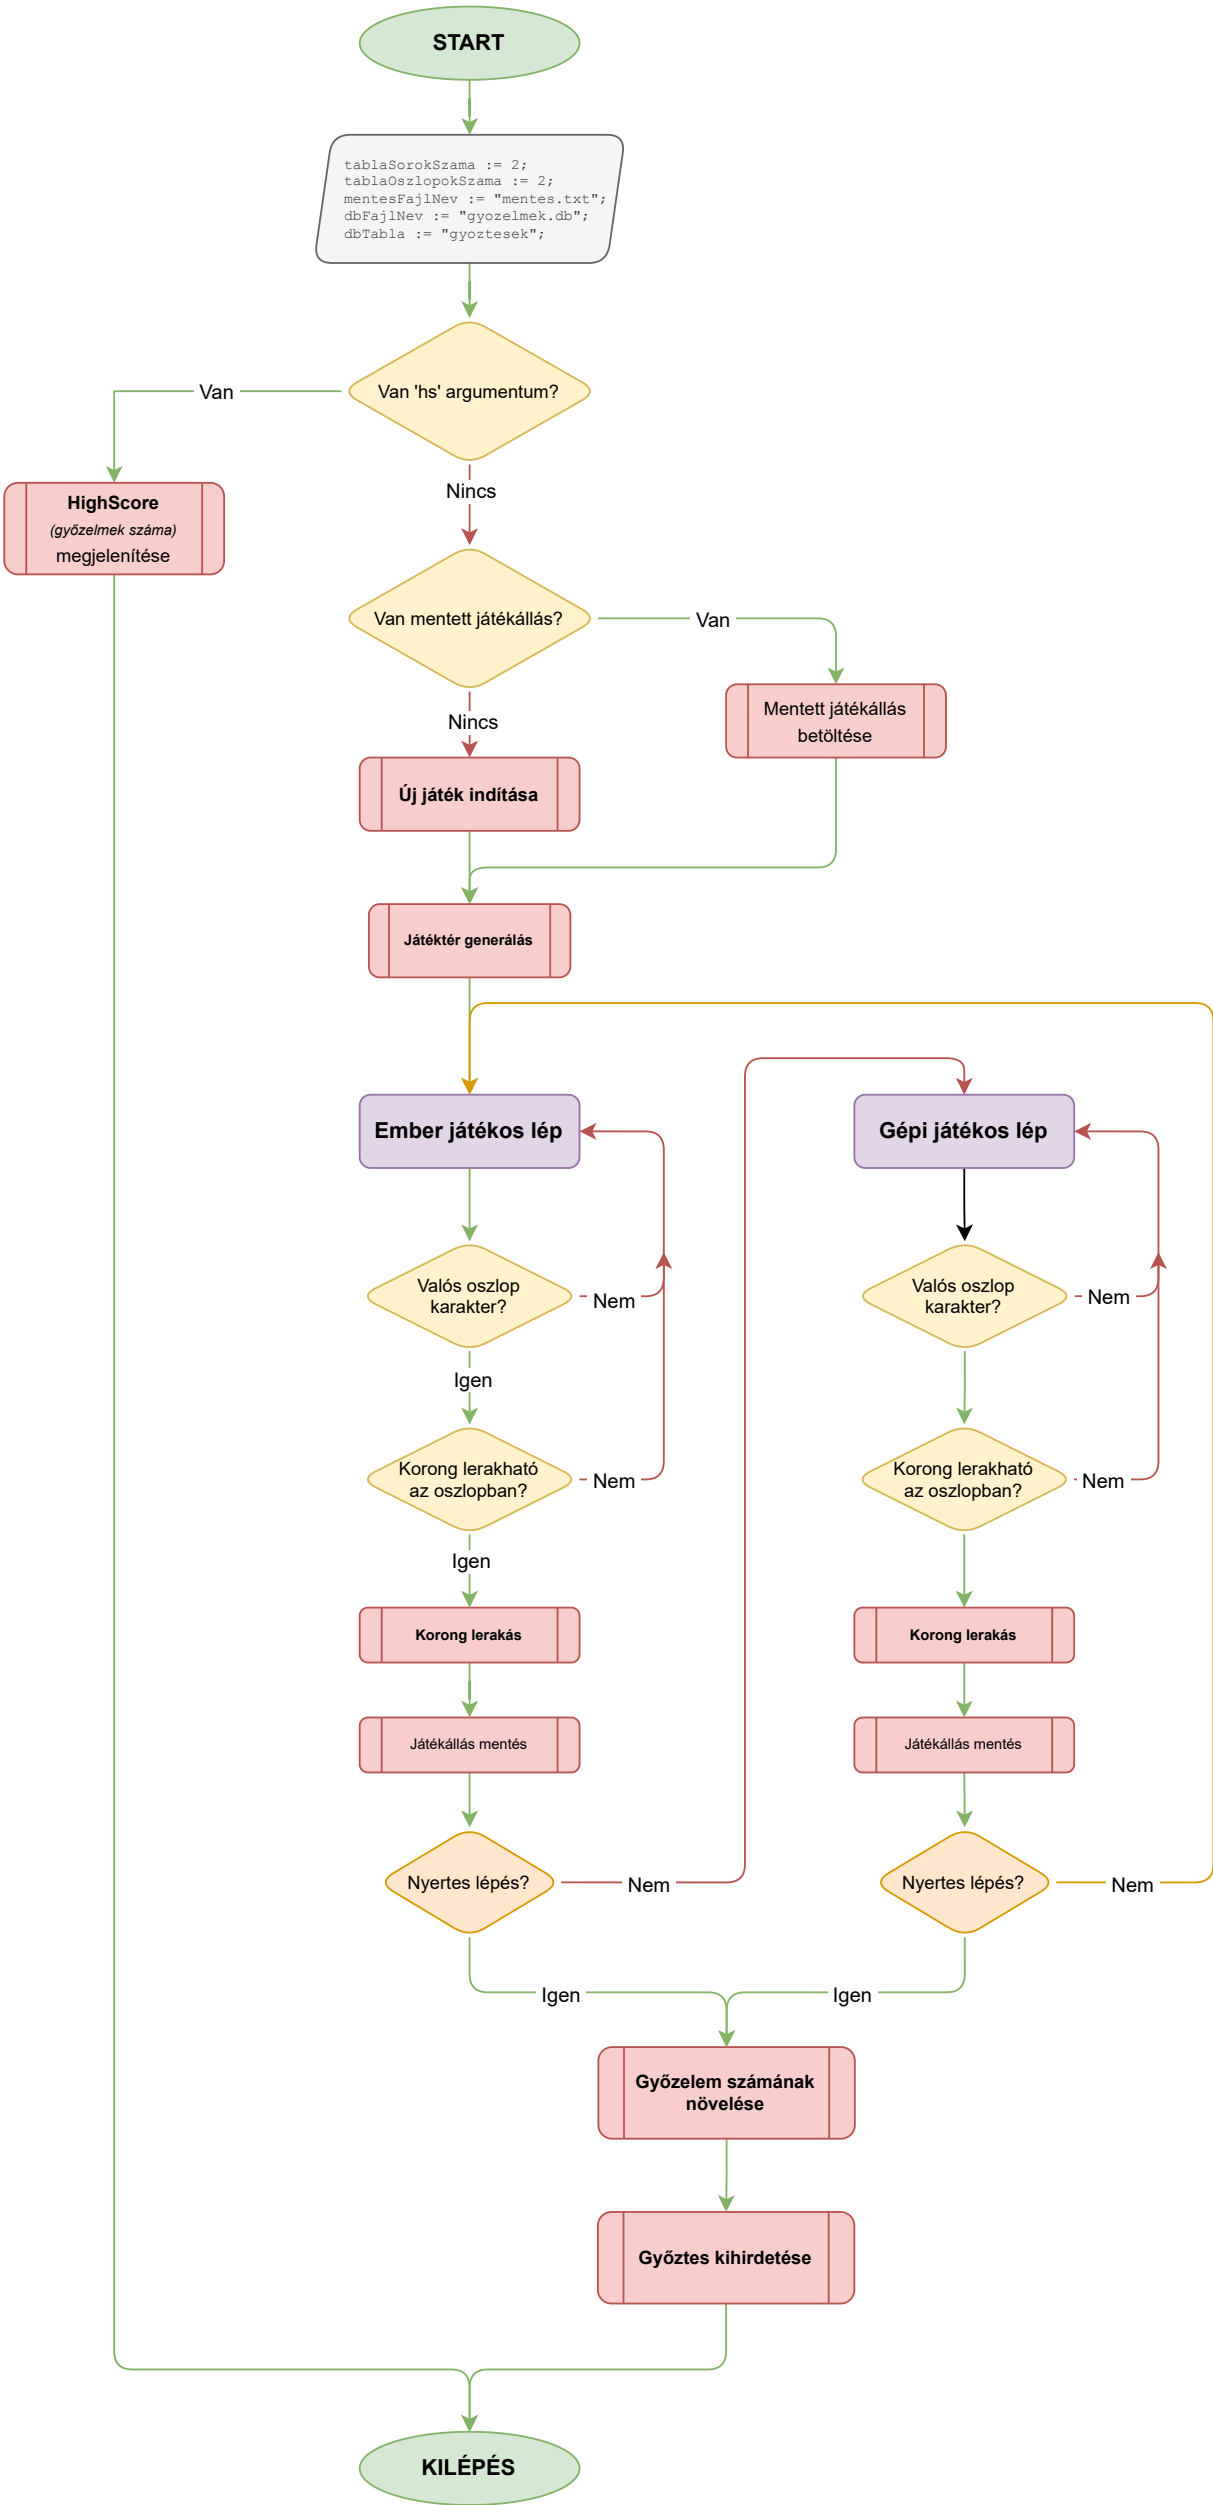 START
tablaSorokSzama := 2;
tablaOszlopokSzama := 2;
mentesFajlNev := "mentes.txt";
dbFajlNev := "gyozelmek.db";
dbTabla := "gyoztesek";
Van 'hs' argumentum?
Van
Nincs
HighScore
(győzelmek száma)
megjelenítése
Van mentett játékállás?
Van
Nincs
Mentett játékállás
betöltése
Új játék indítása
Játéktér generálás
Ember játékos lép
Gépi játékos lép
Valós oszlop
karakter?
Nem
Valós oszlop
karakter?
Nem
Igen
Korong lerakható
az oszlopban?
Nem
Korong lerakható
az oszlopban?
Nem
Igen
Korong lerakás
Korong lerakás
Játékállás mentés
Játékállás mentés
Nyertes lépés?
Nem
Nyertes lépés?
Nem
Igen
Igen
Győzelem számának
növelése
Győztes kihirdetése
KILÉPÉS